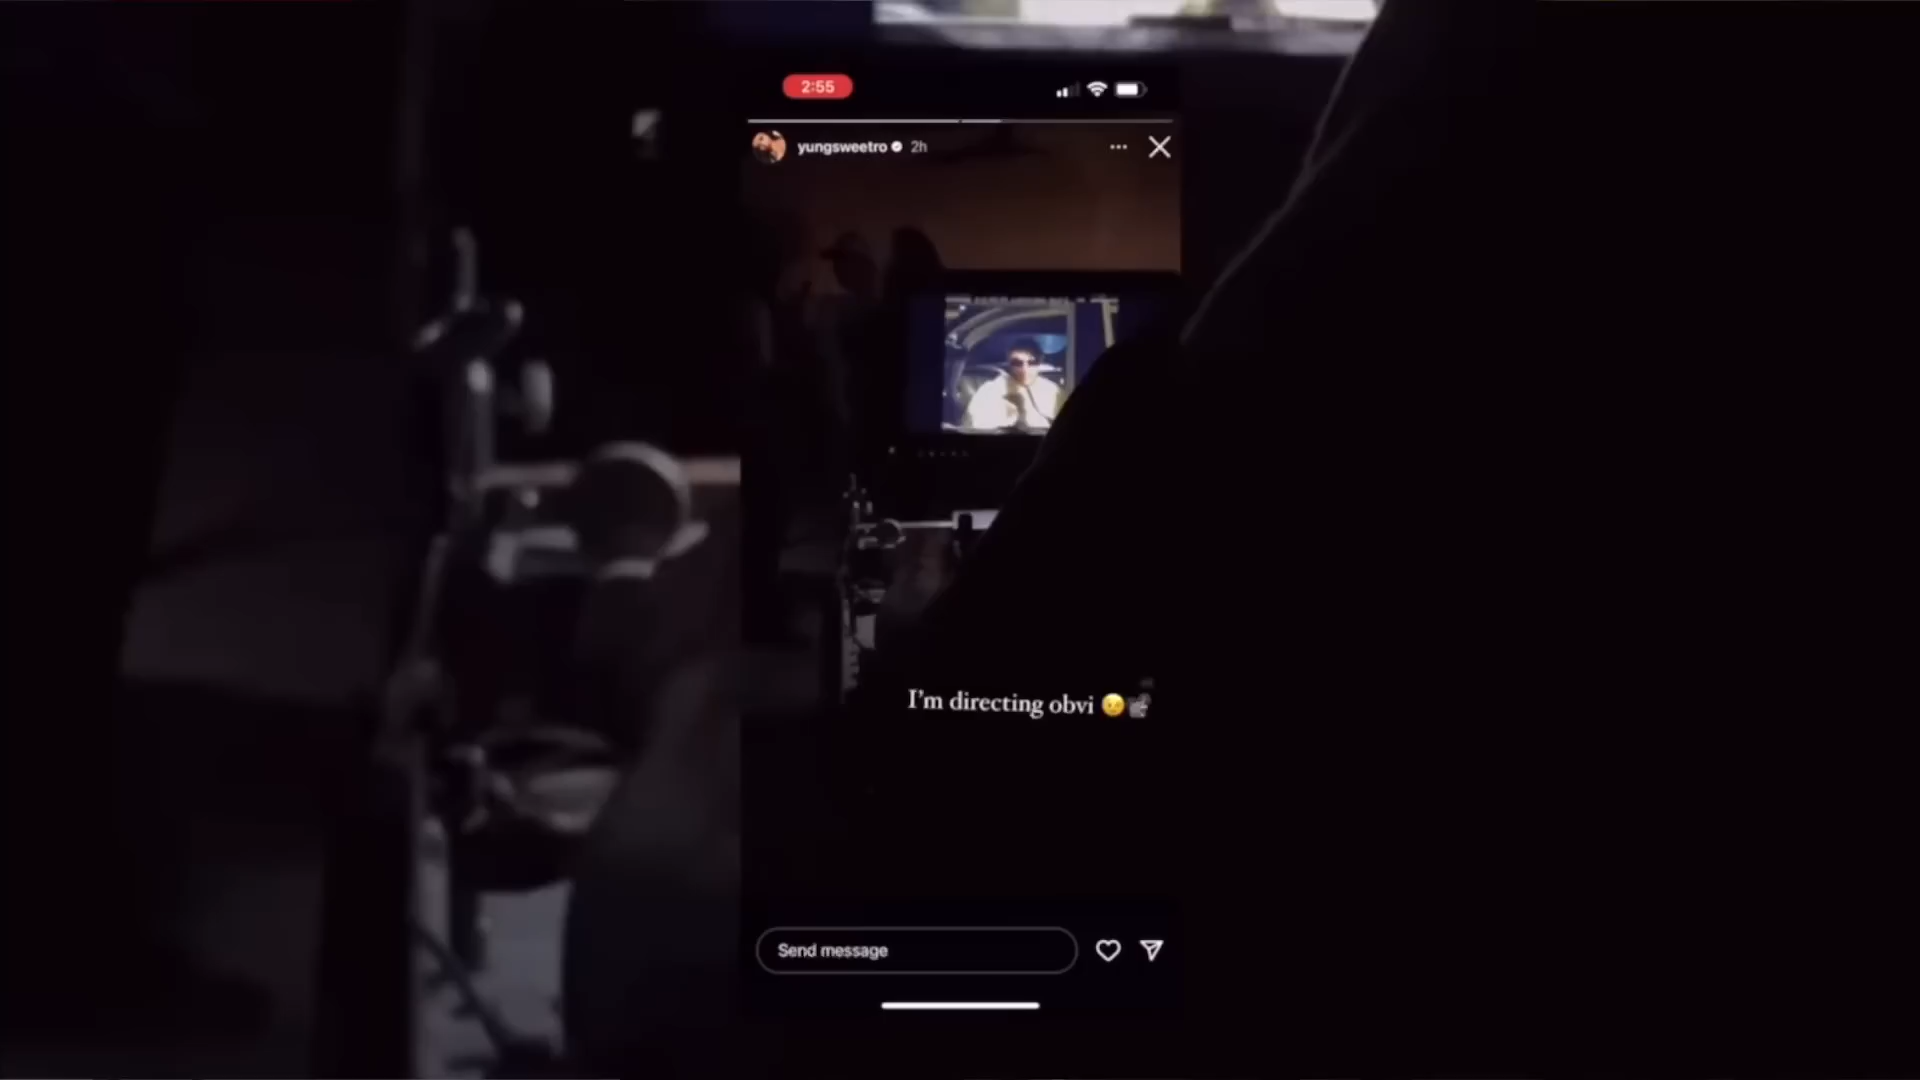 2:55
yungsweetro 2h
I'm directing obvi 😉🎥
Send message